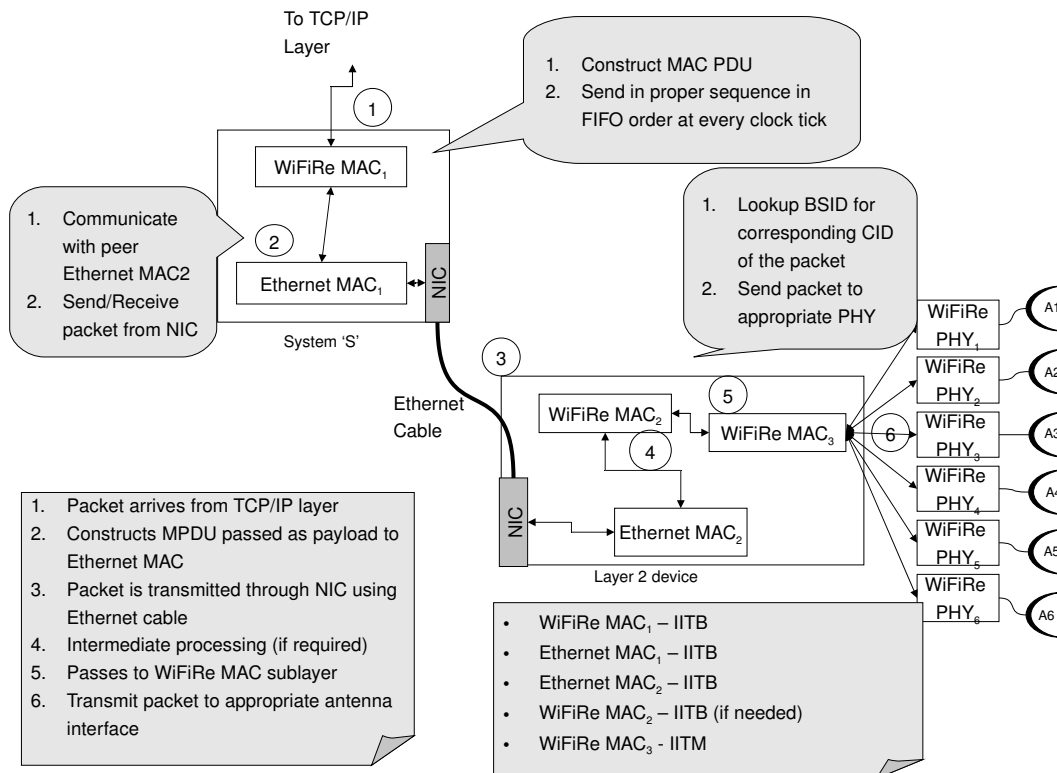 To TCP/IP
Layer
1
1. Construct MAC PDU
2. Send in proper sequence in
FIFO order at every clock tick
WiFiRe MAC₁
1. Communicate
with peer
Ethernet MAC2
2. Send/Receive
packet from NIC
2
Ethernet MAC₁
NIC
System ‘S’
1. Lookup BSID for
corresponding CID
of the packet
2. Send packet to
appropriate PHY
3
Ethernet
Cable
WiFiRe MAC₂
5
WiFiRe MAC₃
4
6
NIC
Ethernet MAC₂
Layer 2 device
WiFiRe
PHY₁
A1
WiFiRe
PHY₂
A2
WiFiRe
PHY₃
A3
WiFiRe
PHY₄
A4
WiFiRe
PHY₅
A5
WiFiRe
PHY₆
A6
1. Packet arrives from TCP/IP layer
2. Constructs MPDU passed as payload to
Ethernet MAC
3. Packet is transmitted through NIC using
Ethernet cable
4. Intermediate processing (if required)
5. Passes to WiFiRe MAC sublayer
6. Transmit packet to appropriate antenna
interface
• WiFiRe MAC₁ – IITB
• Ethernet MAC₁ – IITB
• Ethernet MAC₂ – IITB
• WiFiRe MAC₂ – IITB (if needed)
• WiFiRe MAC₃ - IITM